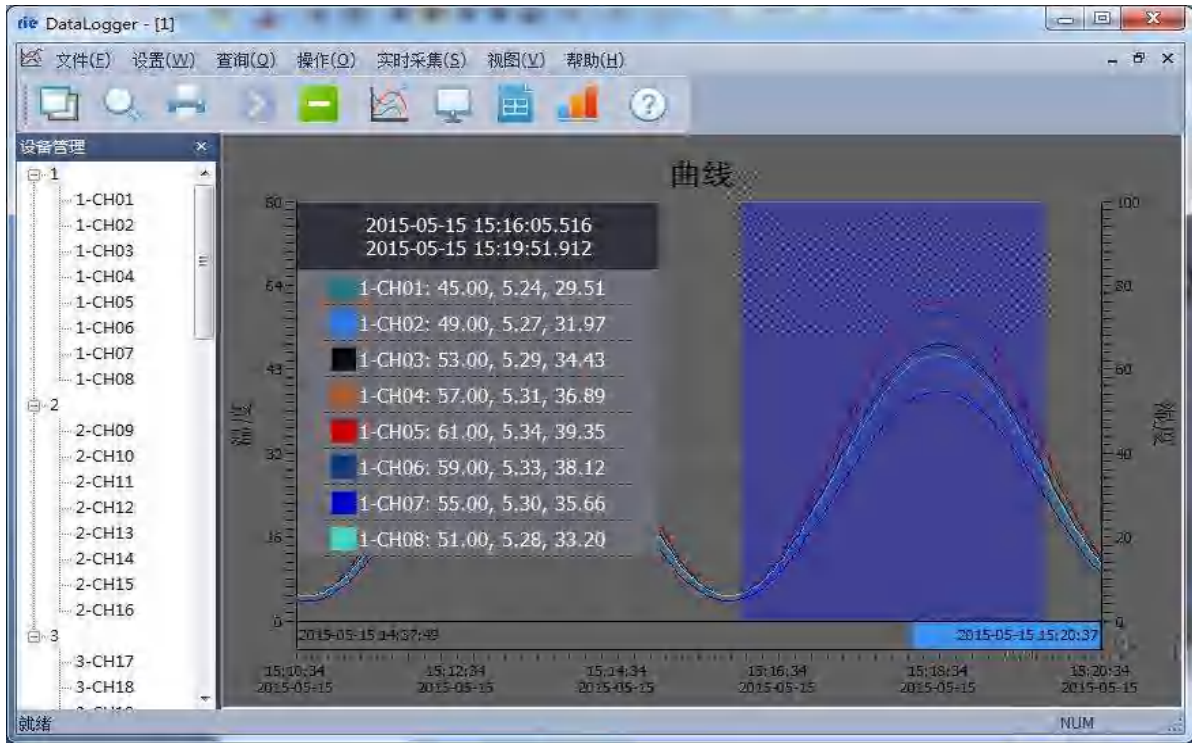 rie DataLogger - [1]
文件(F) 设置(W) 查询(Q) 操作(O) 实时采集(S) 视图(V) 帮助(H)
设备管理
1
1-CH01
1-CH02
1-CH03
1-CH04
1-CH05
1-CH06
1-CH07
1-CH08
2
2-CH09
2-CH10
2-CH11
2-CH12
2-CH13
2-CH14
2-CH15
2-CH16
3
3-CH17
3-CH18
曲线
80
64
48
32
16
0
温度
2015-05-15 15:16:05.516
2015-05-15 15:19:51.912
1-CH01: 45.00, 5.24, 29.51
1-CH02: 49.00, 5.27, 31.97
1-CH03: 53.00, 5.29, 34.43
1-CH04: 57.00, 5.31, 36.89
1-CH05: 61.00, 5.34, 39.35
1-CH06: 59.00, 5.33, 38.12
1-CH07: 55.00, 5.30, 35.66
1-CH08: 51.00, 5.28, 33.20
100
80
60
40
20
0
湿度
2015-05-15 14:37:49
2015-05-15 15:20:37
15:10:34 15:12:34 15:14:34 15:16:34 15:18:34 15:20:34
2015-05-15 2015-05-15 2015-05-15 2015-05-15 2015-05-15 2015-05-15
就绪
NUM